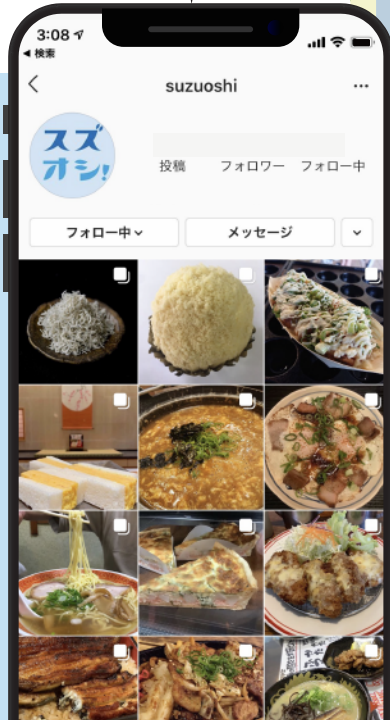 3:08
検索
suzuoshi
スズ
オシ!
投稿 フォロワー フォロー中
フォロー中 メッセージ